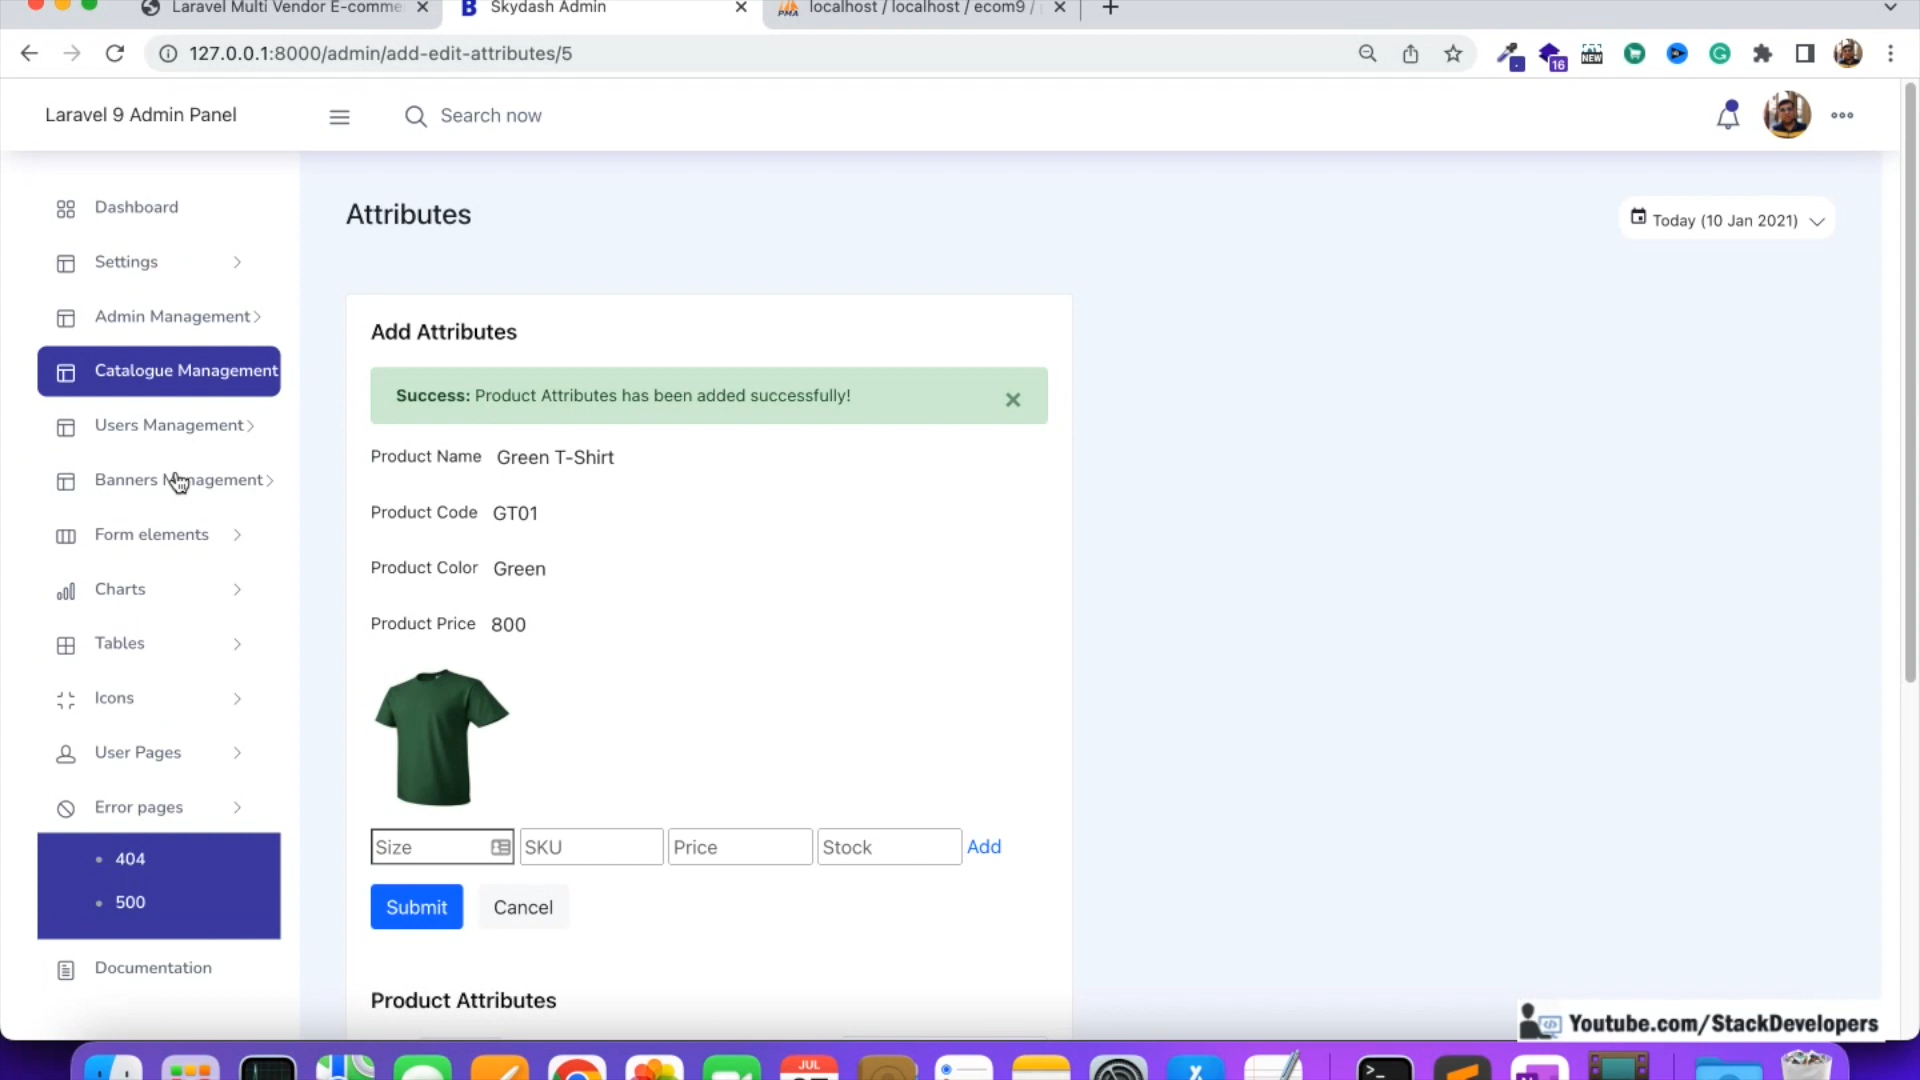 Laravel Multi Vendor E-comme
Skydash Admin
localhost / localhost / ecom9 /
127.0.0.1:8000/admin/add-edit-attributes/5
16
NEW
Laravel 9 Admin Panel
Search now
Dashboard
Settings
Admin Management
Catalogue Management
Users Management
Banners Management
Form elements
Charts
Tables
Icons
User Pages
Error pages
404
500
Documentation
Attributes
Today (10 Jan 2021)
Add Attributes
Success: Product Attributes has been added successfully!
Product Name Green T-Shirt
Product Code GT01
Product Color Green
Product Price 800
Size SKU Price Stock Add
Submit Cancel
Product Attributes
Youtube.com/StackDevelopers
JUL